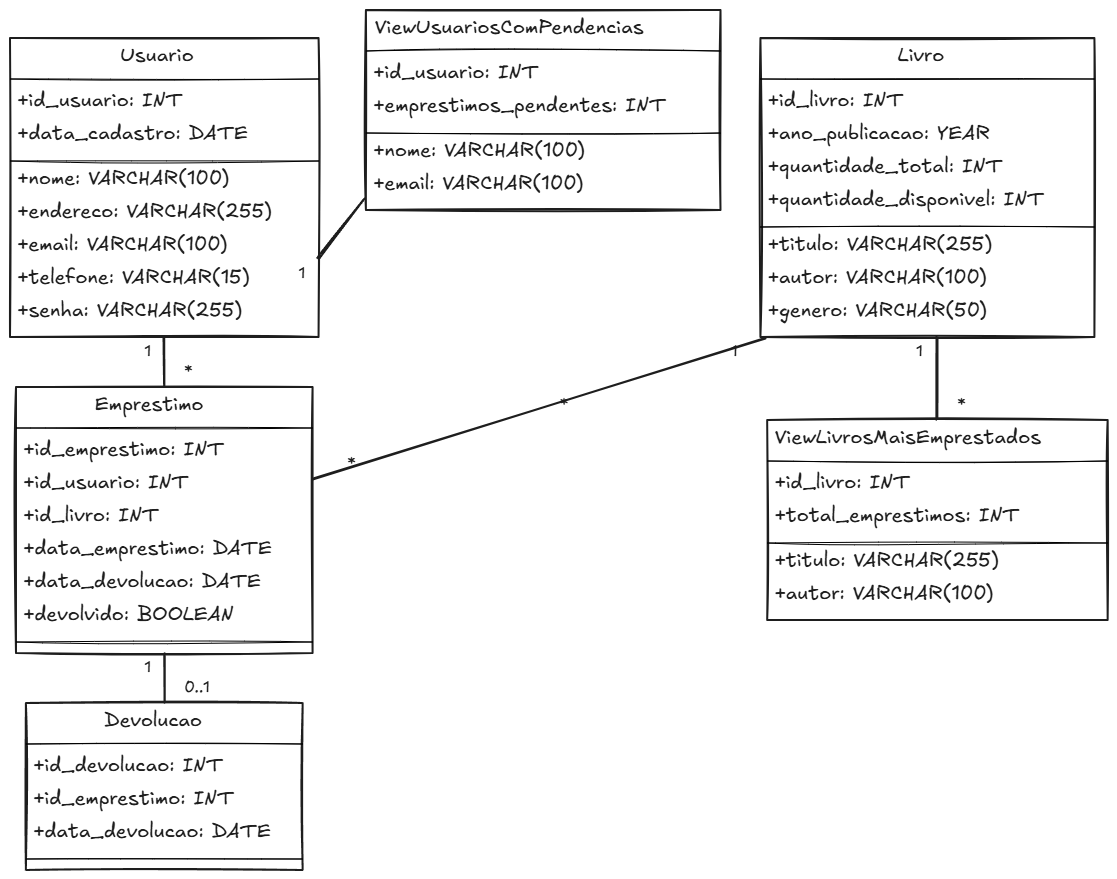 Usuario
+id_usuario: INT
+data_cadastro: DATE
+nome: VARCHAR(100)
+endereco: VARCHAR(255)
+email: VARCHAR(100)
+telefone: VARCHAR(15)
+senha: VARCHAR(255)
1
ViewUsuariosComPendencias
+id_usuario: INT
+emprestimos_pendentes: INT
+nome: VARCHAR(100)
+email: VARCHAR(100)
Livro
+id_livro: INT
+ano_publicacao: YEAR
+quantidade_total: INT
+quantidade_disponivel: INT
+titulo: VARCHAR(255)
+autor: VARCHAR(100)
+genero: VARCHAR(50)
1
*
1
*
*
1
*
Emprestimo
+id_emprestimo: INT
+id_usuario: INT
+id_livro: INT
+data_emprestimo: DATE
+data_devolucao: DATE
+devolvido: BOOLEAN
ViewLivrosMaisEmprestados
+id_livro: INT
+total_emprestimos: INT
+titulo: VARCHAR(255)
+autor: VARCHAR(100)
1
0..1
Devolucao
+id_devolucao: INT
+id_emprestimo: INT
+data_devolucao: DATE